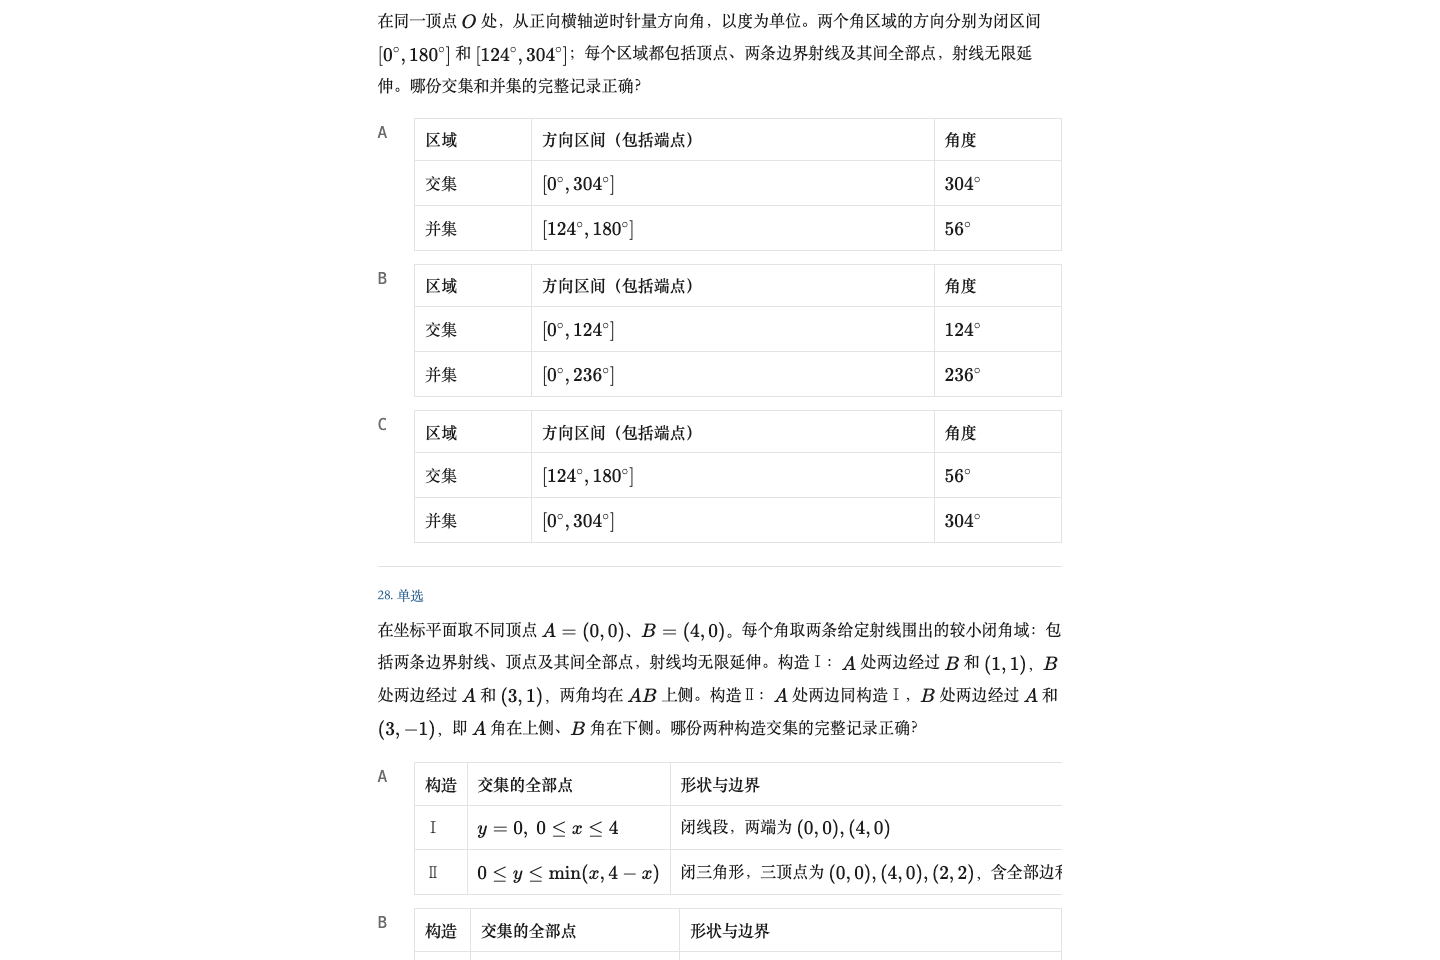 在同一顶点 O 处，从正向横轴逆时针量方向角，以度为单位。两个角区域的方向分别为闭区间
[0°, 180°] 和 [124°, 304°]；每个区域都包括顶点、两条边界射线及其间全部点，射线无限延
伸。哪份交集和并集的完整记录正确？
A
区域 方向区间（包括端点） 角度
交集 [0°, 304°] 304°
并集 [124°, 180°] 56°
B
区域 方向区间（包括端点） 角度
交集 [0°, 124°] 124°
并集 [0°, 236°] 236°
C
区域 方向区间（包括端点） 角度
交集 [124°, 180°] 56°
并集 [0°, 304°] 304°
28. 单选
在坐标平面取不同顶点 A = (0, 0)、B = (4, 0)。每个角取两条给定射线围出的较小闭角域：包
括两条边界射线、顶点及其间全部点，射线均无限延伸。构造 I：A 处两边经过 B 和 (1, 1)，B
处两边经过 A 和 (3, 1)，两角均在 AB 上侧。构造 II：A 处两边同构造 I，B 处两边经过 A 和
(3, −1)，即 A 角在上侧、B 角在下侧。哪份两种构造交集的完整记录正确？
A
构造 交集的全部点 形状与边界
I y = 0, 0 ≤ x ≤ 4 闭线段，两端为 (0, 0), (4, 0)
II 0 ≤ y ≤ min(x, 4 − x) 闭三角形，三顶点为 (0, 0), (4, 0), (2, 2)，含全部边
B
构造 交集的全部点 形状与边界